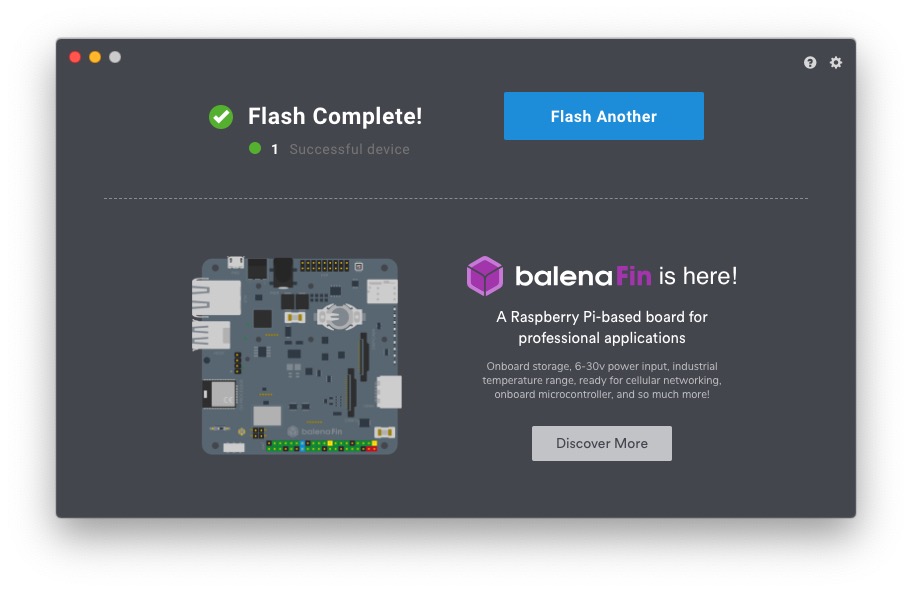 Flash Complete!
Flash Another
1 Successful device
balenaFin is here!
A Raspberry Pi-based board for
professional applications
Onboard storage, 6-30v power input, industrial
temperature range, ready for cellular networking,
onboard microcontroller, and so much more!
balenaFin
Discover More